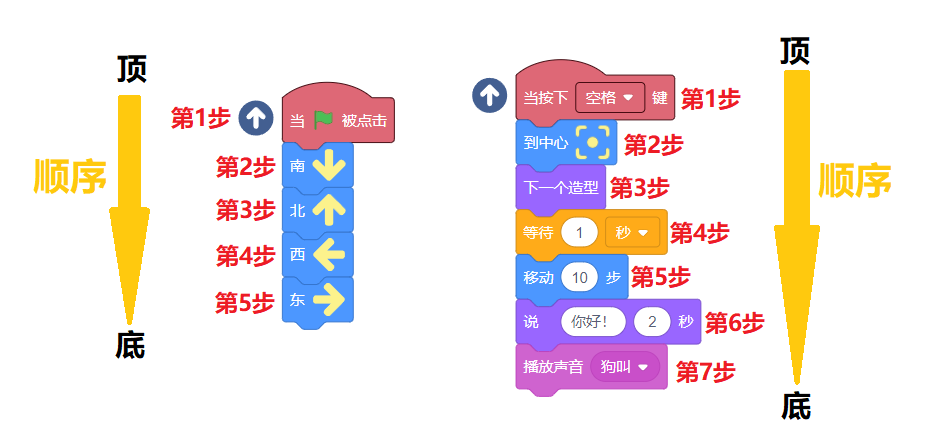 顶
顺序
底
第1步
当 被点击
第2步
南
第3步
北
第4步
西
第5步
东
当按下 空格 键
第1步
到中心
第2步
下一个造型
第3步
等待 1 秒
第4步
移动 10 步
第5步
说 你好! 2 秒
第6步
播放声音 狗叫
第7步
顶
顺序
底